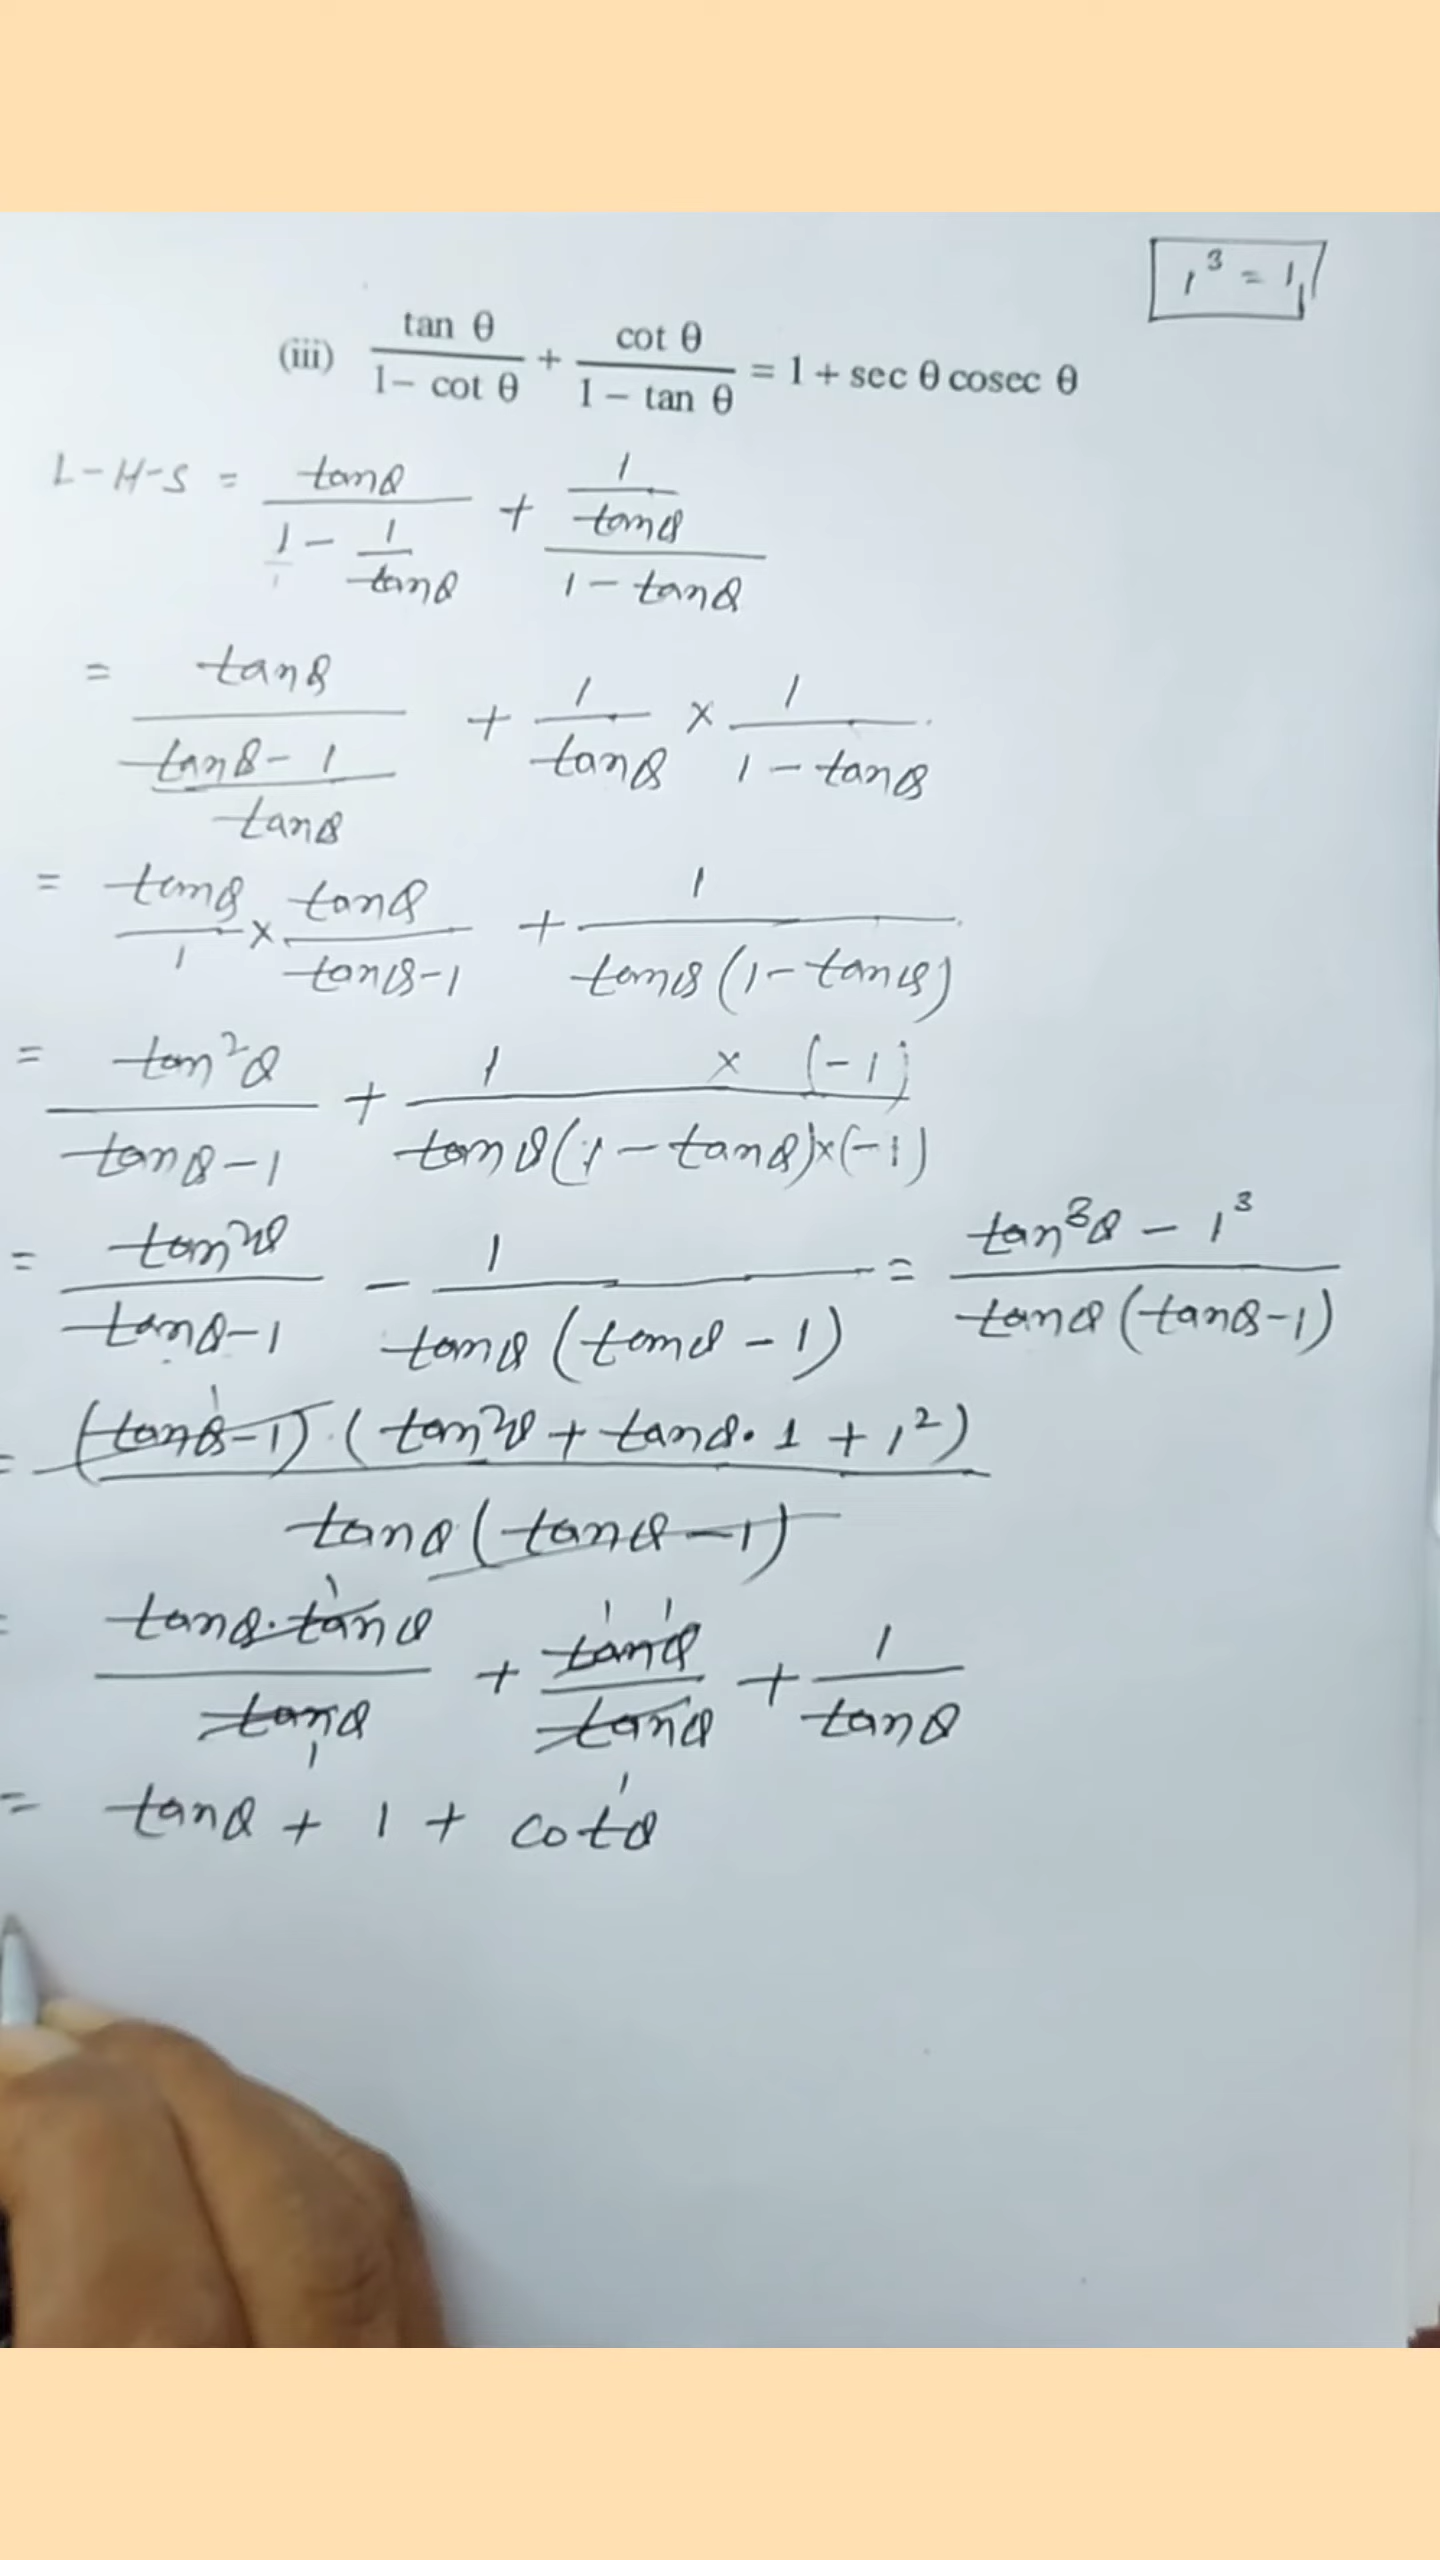 1³ = 1
(iii) tan θ / 1 − cot θ + cot θ / 1 − tan θ = 1 + sec θ cosec θ
L-H-S = tanθ / (1/1 − 1/tanθ) + (1/tanθ) / (1 − tanθ)
= tanθ / ((tanθ − 1)/tanθ) + 1/tanθ × 1/(1 − tanθ)
= tanθ/1 × tanθ/(tanθ−1) + 1/(tanθ(1−tanθ))
= tan²θ/(tanθ−1) + (1 × (−1))/(tanθ(1−tanθ)×(−1))
= tan²θ/(tanθ−1) − 1/(tanθ(tanθ−1)) = (tan³θ − 1³)/(tanθ(tanθ−1))
= (tanθ−1)(tan²θ + tanθ·1 + 1²) / (tanθ(tanθ−1))
= tanθ·tanθ/tanθ + tanθ/tanθ + 1/tanθ
= tanθ + 1 + cotθ